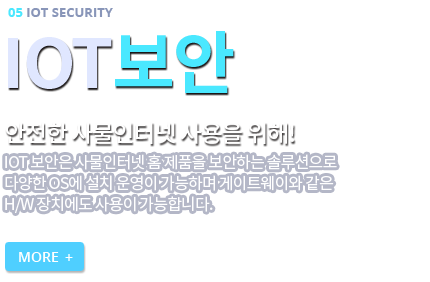 05 IOT SECURITY
IOT보안
안전한 사물인터넷 사용을 위해!
IOT 보안은 사물인터넷 홈 제품을 보안하는 솔루션으로
다양한 OS에 설치 운영이 가능하며 게이트웨이와 같은
H/W 장치에도 사용이 가능합니다.
MORE +